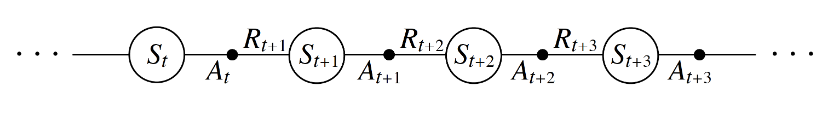 . . . S_t A_t R_{t+1} S_{t+1} A_{t+1} R_{t+2} S_{t+2} A_{t+2} R_{t+3} S_{t+3} A_{t+3} . . .